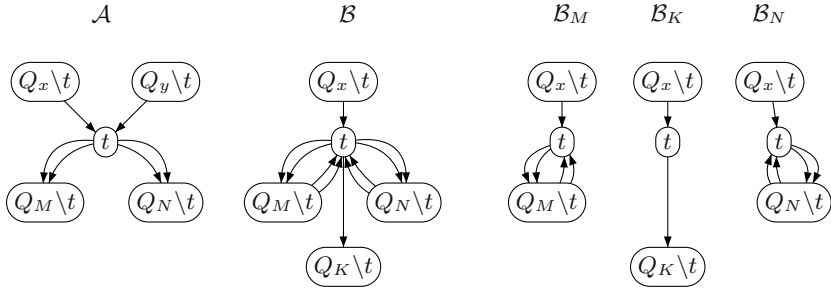 𝒜 ℬ ℬ_M ℬ_K ℬ_N
Q_x\t Q_y\t Q_x\t Q_x\t Q_x\t Q_x\t
t t t t t
Q_M\t Q_N\t Q_M\t Q_N\t Q_M\t Q_N\t
Q_K\t Q_K\t